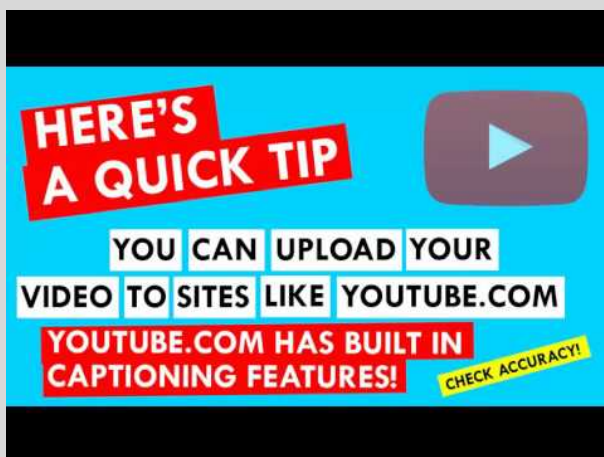 HERE'S
A QUICK TIP
YOU CAN UPLOAD YOUR
VIDEO TO SITES LIKE YOUTUBE.COM
YOUTUBE.COM HAS BUILT IN
CAPTIONING FEATURES!
CHECK ACCURACY!